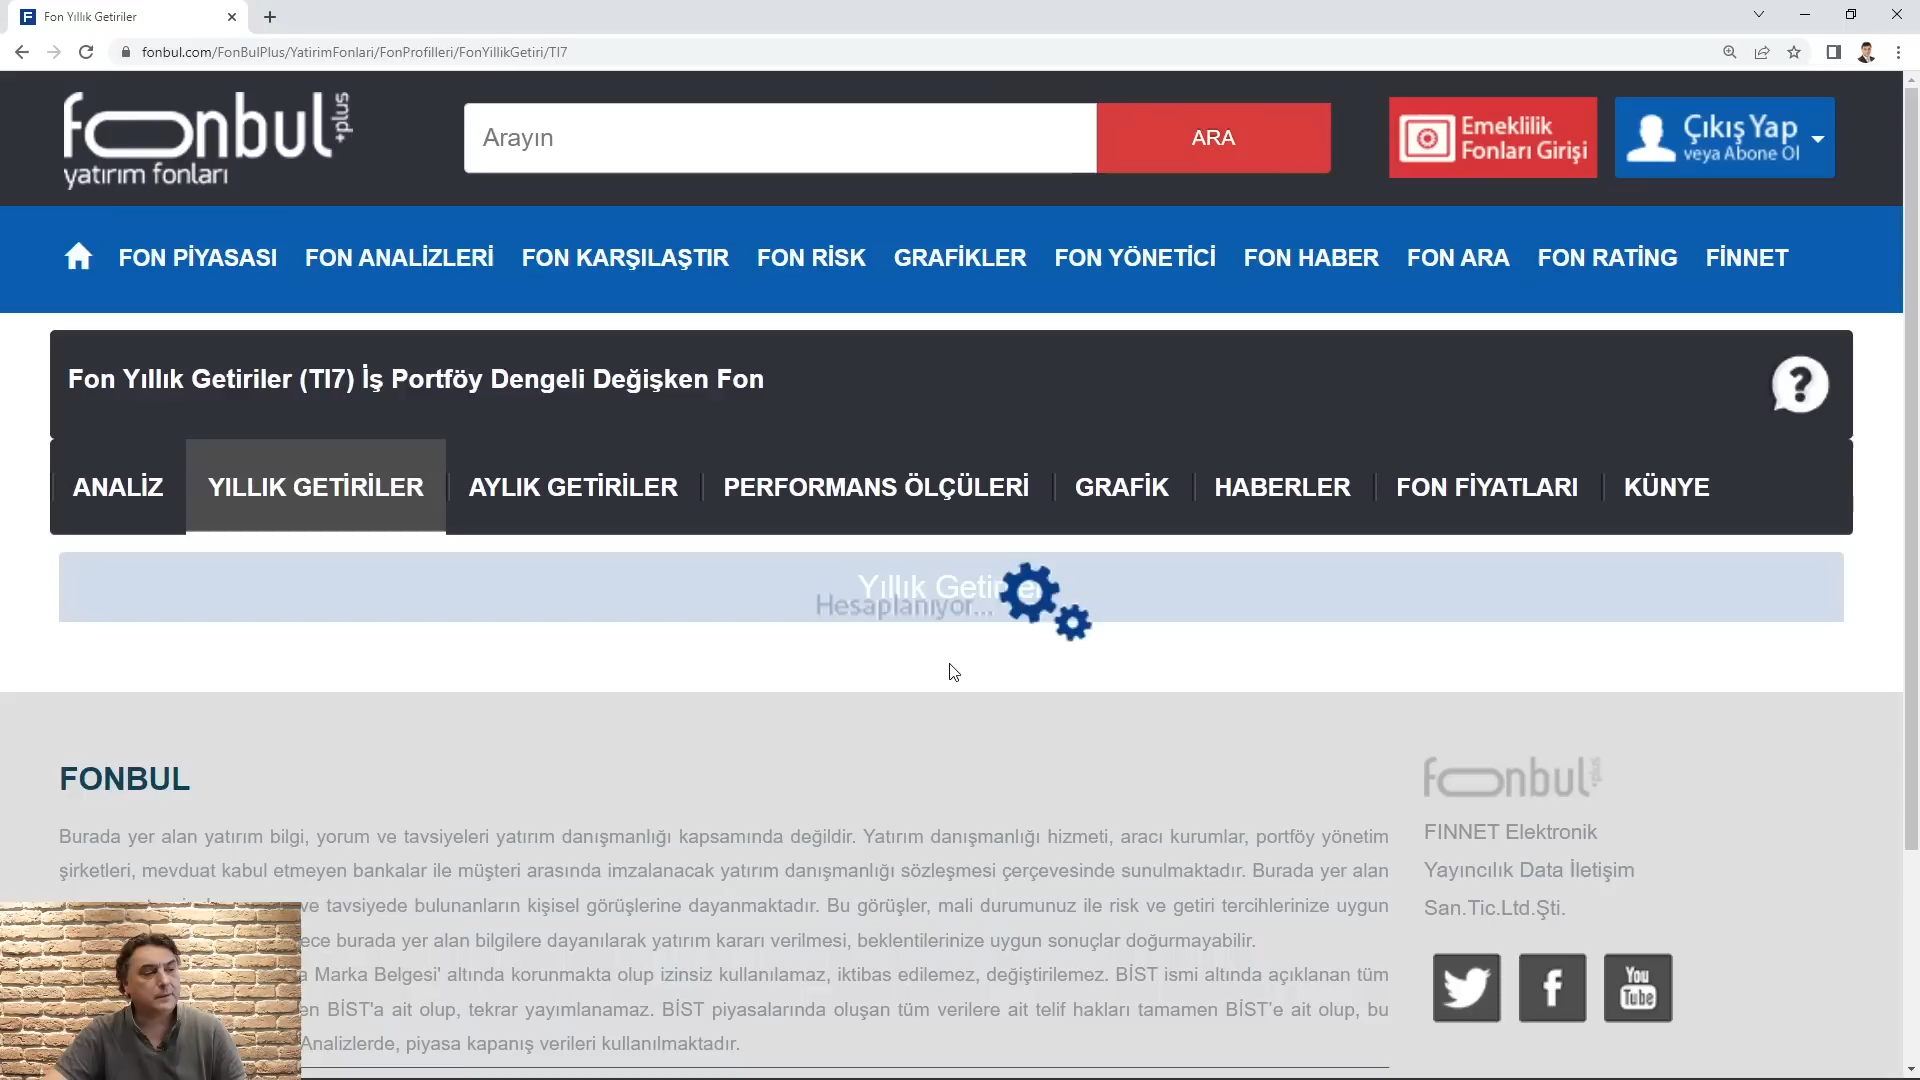 Fon Yıllık Getiriler
fonbul.com/FonBulPlus/YatirimFonlari/FonProfilleri/FonYillikGetiri/TI7
fonbul+plus
yatırım fonları
Arayın
ARA
Emeklilik
Fonları Girişi
Çıkış Yap
veya Abone Ol
FON PİYASASI FON ANALİZLERİ FON KARŞILAŞTIR FON RİSK GRAFİKLER FON YÖNETİCİ FON HABER FON ARA FON RATİNG FİNNET
Fon Yıllık Getiriler (TI7) İş Portföy Dengeli Değişken Fon
ANALİZ YILLIK GETİRİLER AYLIK GETİRİLER PERFORMANS ÖLÇÜLERİ GRAFİK HABERLER FON FİYATLARI KÜNYE
Yıllık Getiriler
Hesaplanıyor...
FONBUL
Burada yer alan yatırım bilgi, yorum ve tavsiyeleri yatırım danışmanlığı kapsamında değildir. Yatırım danışmanlığı hizmeti, aracı kurumlar, portföy yönetim
şirketleri, mevduat kabul etmeyen bankalar ile müşteri arasında imzalanacak yatırım danışmanlığı sözleşmesi çerçevesinde sunulmaktadır. Burada yer alan
ve tavsiyede bulunanların kişisel görüşlerine dayanmaktadır. Bu görüşler, mali durumunuz ile risk ve getiri tercihlerinize uygun
burada yer alan bilgilere dayanılarak yatırım kararı verilmesi, beklentilerinize uygun sonuçlar doğurmayabilir.
Marka Belgesi' altında korunmakta olup izinsiz kullanılamaz, iktibas edilemez, değiştirilemez. BİST ismi altında açıklanan tüm
BİST'a ait olup, tekrar yayımlanamaz. BİST piyasalarında oluşan tüm verilere ait telif hakları tamamen BİST'e ait olup, bu
Analizlerde, piyasa kapanış verileri kullanılmaktadır.
fonbul+plus
FINNET Elektronik
Yayıncılık Data İletişim
San.Tic.Ltd.Şti.
You
Tube